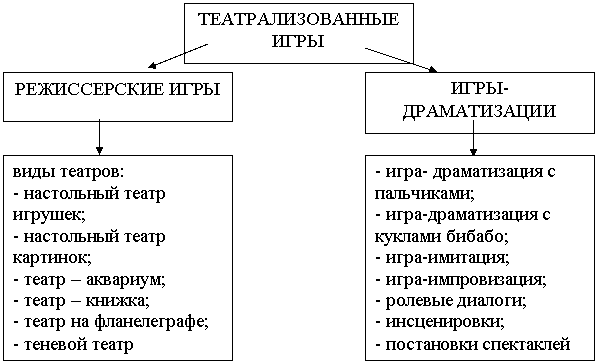 ТЕАТРАЛИЗОВАННЫЕ
ИГРЫ
РЕЖИССЕРСКИЕ ИГРЫ
ИГРЫ-
ДРАМАТИЗАЦИИ
виды театров:
- настольный театр
игрушек;
- настольный театр
картинок;
- театр – аквариум;
- театр – книжка;
- театр на фланелеграфе;
- теневой театр
- игра- драматизация с
пальчиками;
- игра-драматизация с
куклами бибабо;
- игра-имитация;
- игра-импровизация;
- ролевые диалоги;
- инсценировки;
- постановки спектаклей